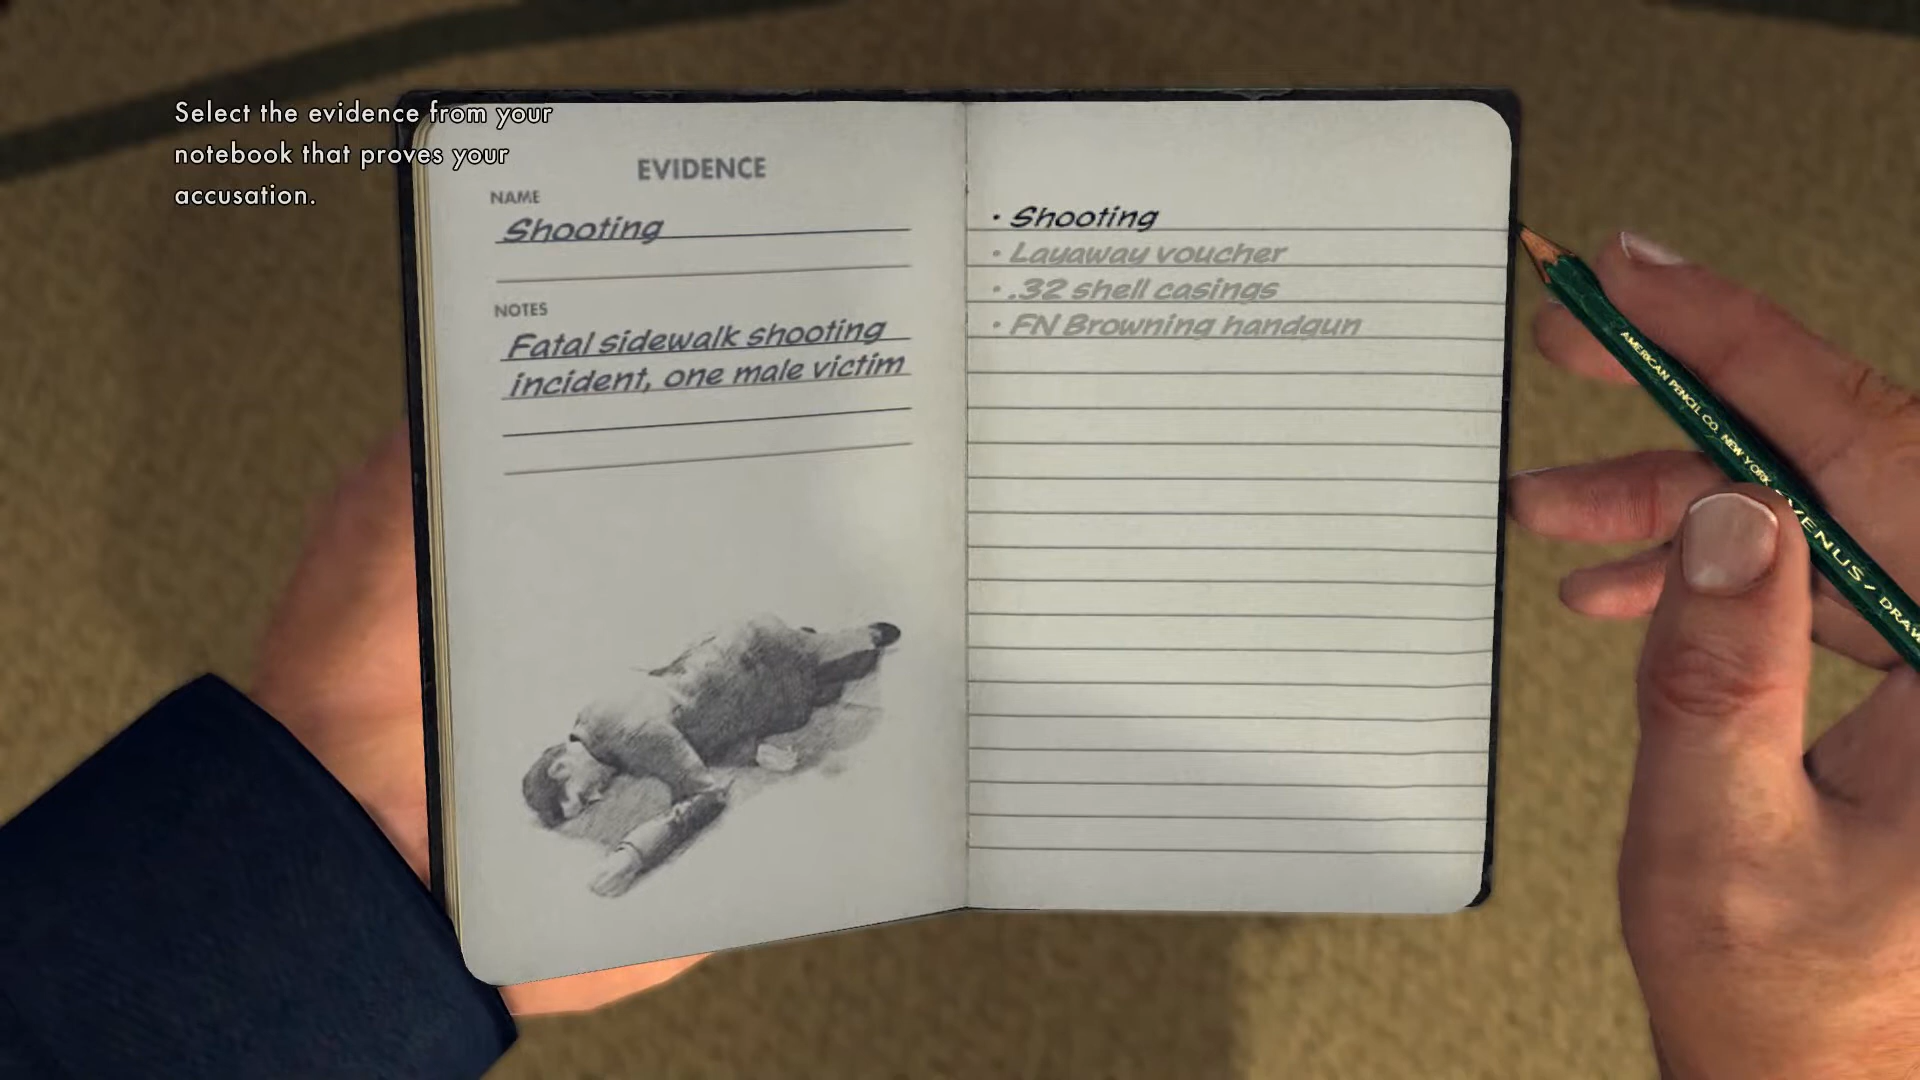 Select the evidence from your
notebook that proves your
accusation.
EVIDENCE
NAME
Shooting
NOTES
Fatal sidewalk shooting
incident, one male victim
• Shooting
• Layaway voucher
• .32 shell casings
• FN Browning handgun
AMERICAN PENCIL CO. NEW YORK VENUS/ DRAW